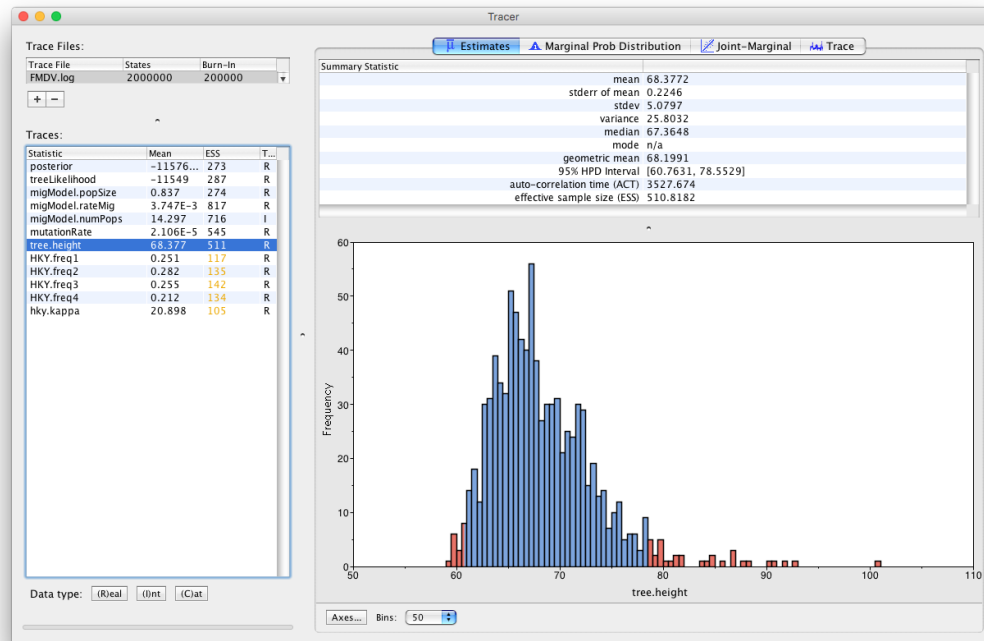 Tracer
Trace Files:
Trace File States Burn-In
FMDV.log 2000000 200000
+ −
Traces:
Statistic Mean ESS T...
posterior -11576... 273 R
treeLikelihood -11549 287 R
migModel.popSize 0.837 274 R
migModel.rateMig 3.747E-3 817 R
migModel.numPops 14.297 716 I
mutationRate 2.106E-5 545 R
tree.height 68.377 511 R
HKY.freq1 0.251 117 R
HKY.freq2 0.282 135 R
HKY.freq3 0.255 142 R
HKY.freq4 0.212 134 R
hky.kappa 20.898 105 R
Data type: (R)eal (I)nt (C)at
Estimates Marginal Prob Distribution Joint-Marginal Trace
Summary Statistic
mean 68.3772
stderr of mean 0.2246
stdev 5.0797
variance 25.8032
median 67.3648
mode n/a
geometric mean 68.1991
95% HPD Interval [60.7631, 78.5529]
auto-correlation time (ACT) 3527.674
effective sample size (ESS) 510.8182
60
50
40
30
20
10
0
Frequency
50 60 70 80 90 100 110
tree.height
Axes... Bins: 50